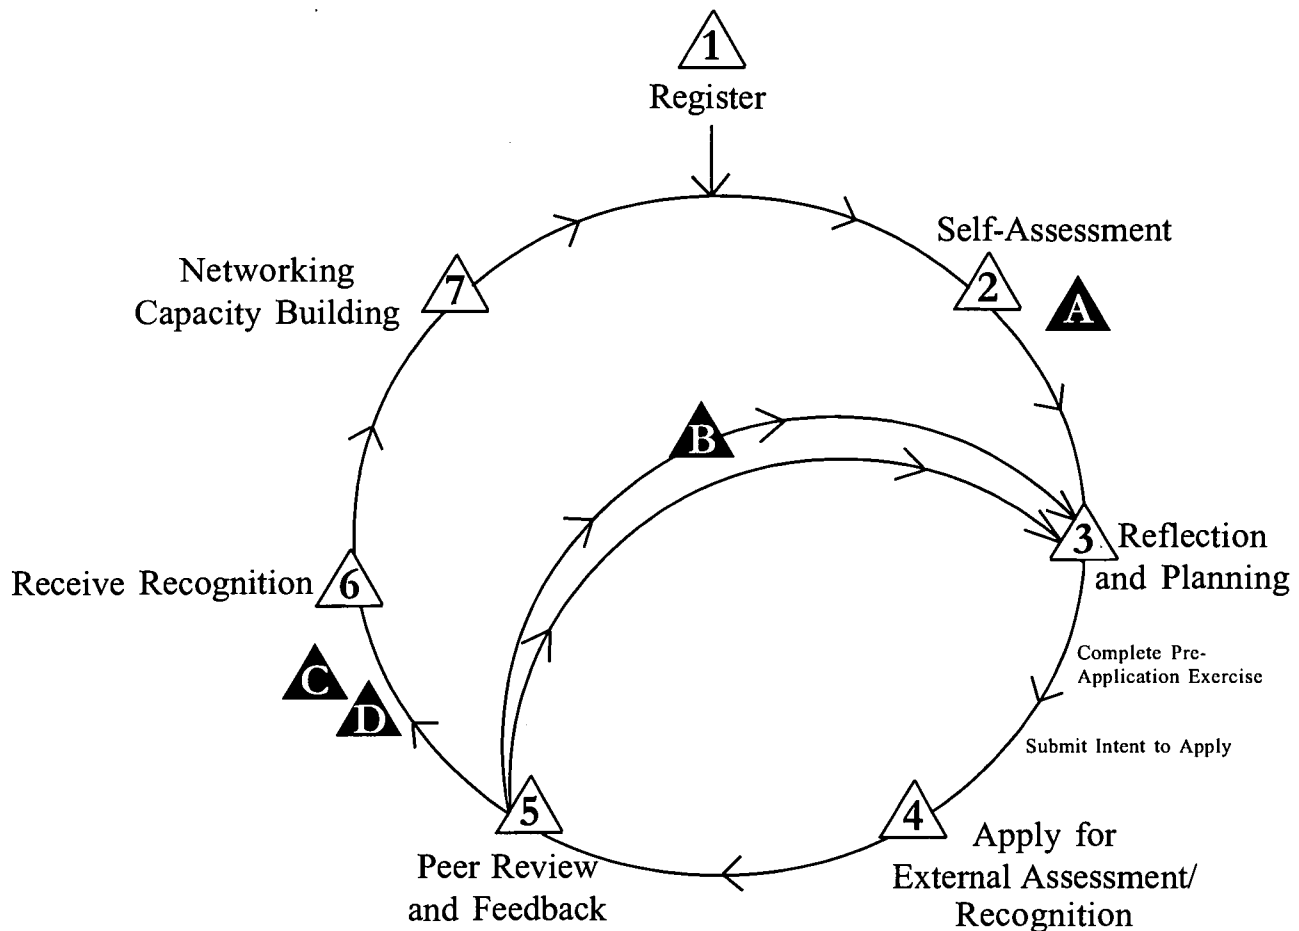 1
Register
Self-Assessment
2
A
Networking
Capacity Building
7
B
3
Reflection
and Planning
Receive Recognition
6
Complete Pre-
Application Exercise
C
D
Submit Intent to Apply
4
Apply for
External Assessment/
Recognition
5
Peer Review
and Feedback